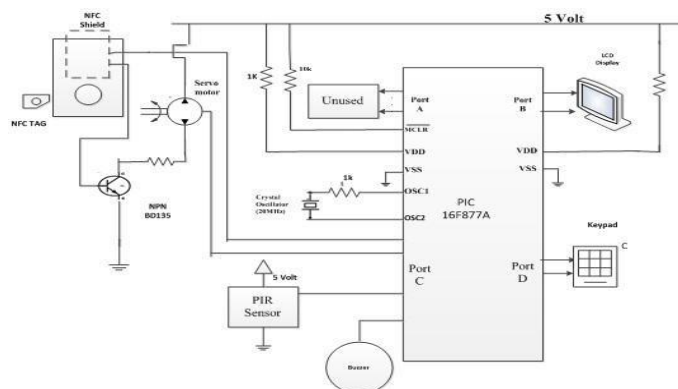 NFC
Shield
5 Volt
LCD
Display
1K
10k
Servo
motor
Unused
Port
A
Port
B
NFC TAG
MCLR
VDD
VDD
VSS
VSS
1k
OSC1
PIC
16F877A
NPN
BD135
Crystal
Oscillator
(20MHz)
OSC2
Keypad
C
Port
C
Port
D
5 Volt
PIR
Sensor
Buzzer